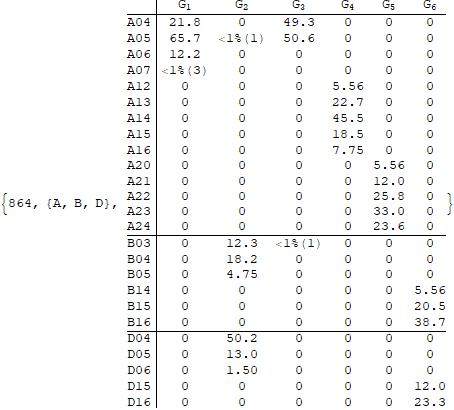 G1 G2 G3 G4 G5 G6
A04 21.8 0 49.3 0 0 0
A05 65.7 <1%(1) 50.6 0 0 0
A06 12.2 0 0 0 0 0
A07 <1%(3) 0 0 0 0 0
A12 0 0 0 5.56 0 0
A13 0 0 0 22.7 0 0
A14 0 0 0 45.5 0 0
A15 0 0 0 18.5 0 0
A16 0 0 0 7.75 0 0
A20 0 0 0 0 5.56 0
A21 0 0 0 0 12.0 0
A22 0 0 0 0 25.8 0
{864, {A, B, D}, A23 0 0 0 0 33.0 0 }
A24 0 0 0 0 23.6 0
B03 0 12.3 <1%(1) 0 0 0
B04 0 18.2 0 0 0 0
B05 0 4.75 0 0 0 0
B14 0 0 0 0 0 5.56
B15 0 0 0 0 0 20.5
B16 0 0 0 0 0 38.7
D04 0 50.2 0 0 0 0
D05 0 13.0 0 0 0 0
D06 0 1.50 0 0 0 0
D15 0 0 0 0 0 12.0
D16 0 0 0 0 0 23.3